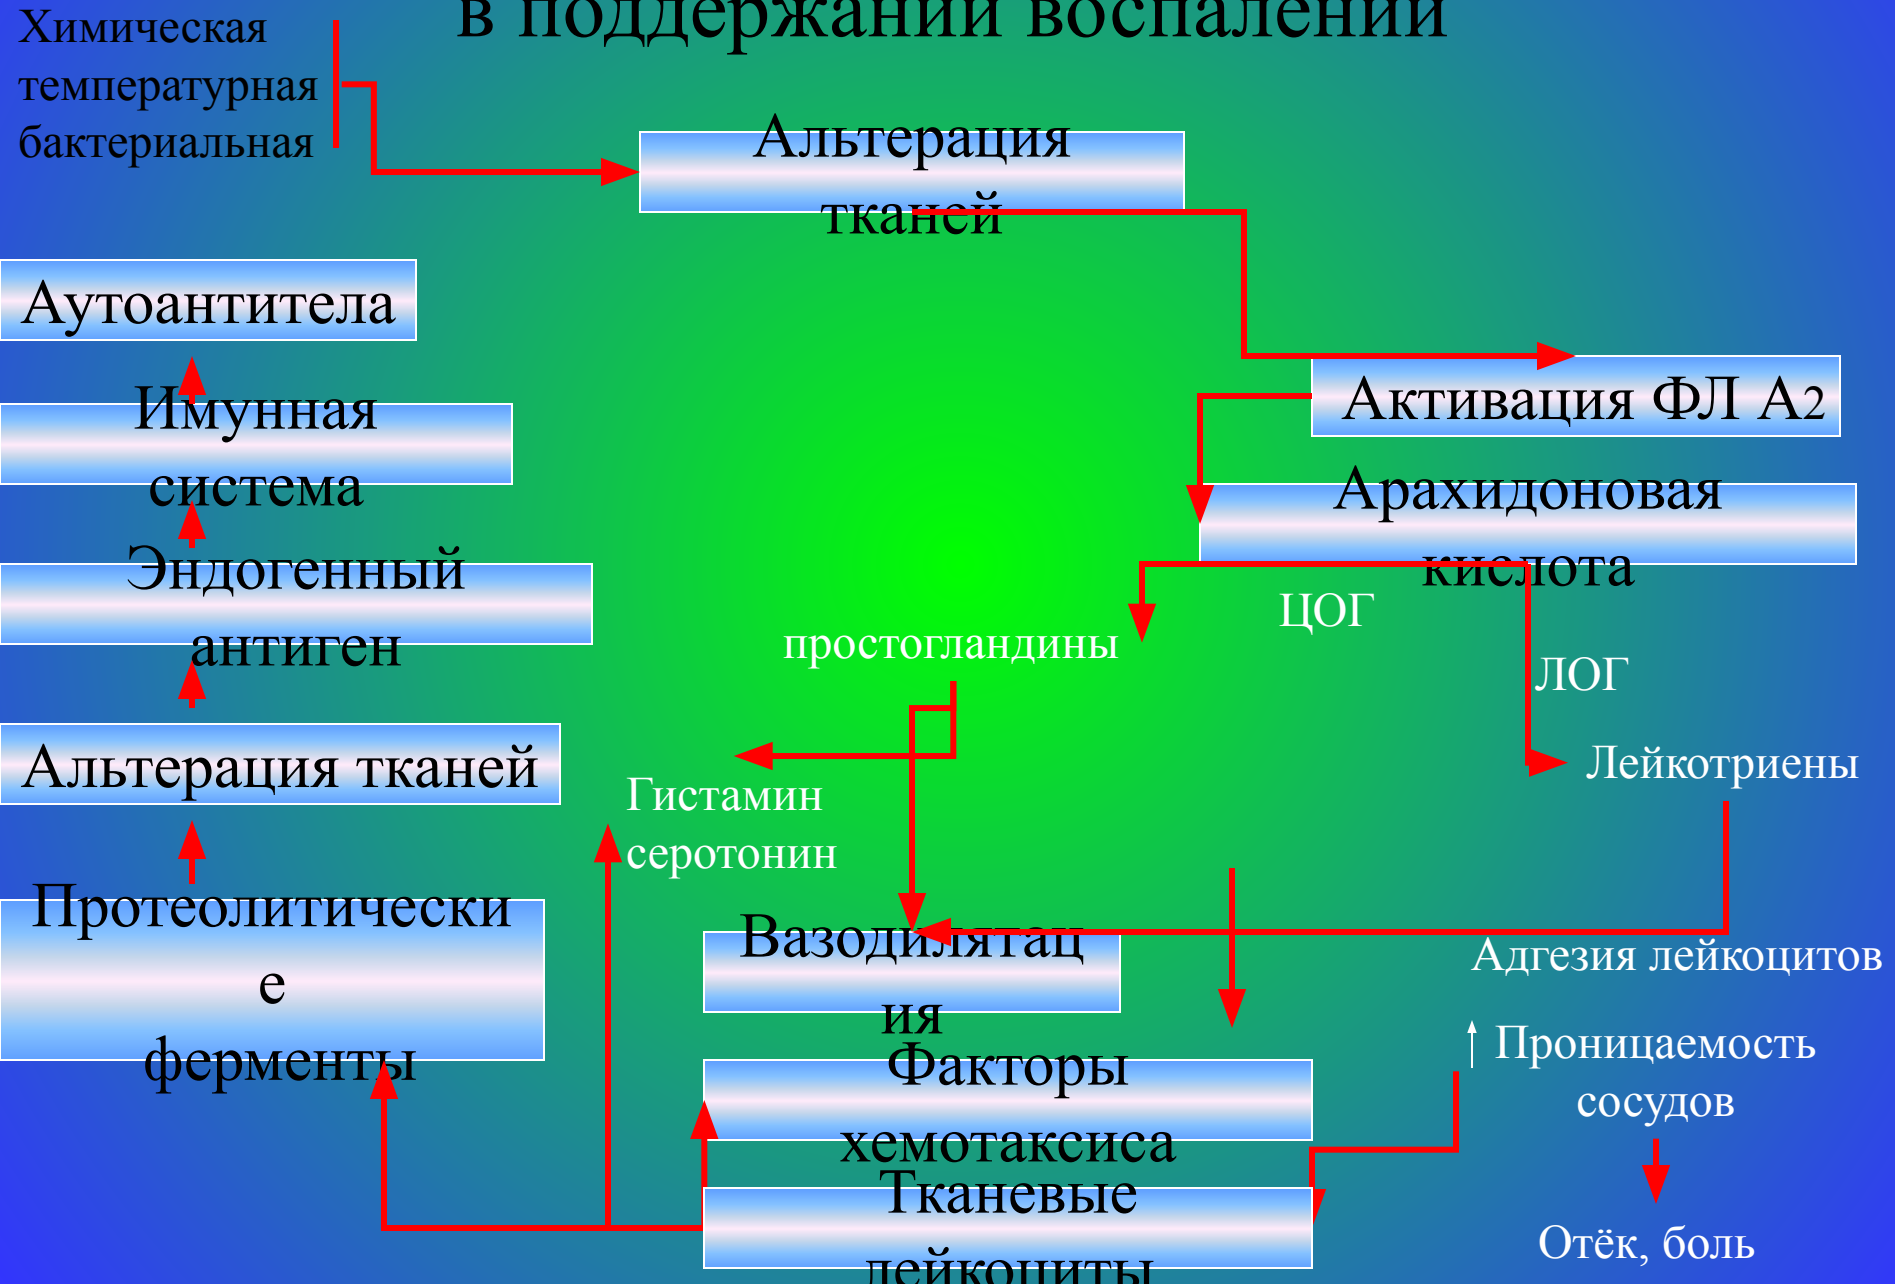 в поддержании воспалений
Химическая
температурная
бактериальная
Альтерация
тканей
Аутоантитела
Имунная
система
Эндогенный
антиген
Альтерация тканей
Протеолитически
е
ферменты
Активация ФЛ А2
Арахидоновая
кислота
ЦОГ
ЛОГ
простогландины
Лейкотриены
Гистамин
серотонин
Вазодилятац
ия
Факторы
хемотаксиса
Тканевые
лейкоциты
Адгезия лейкоцитов
Проницаемость
сосудов
Отёк, боль